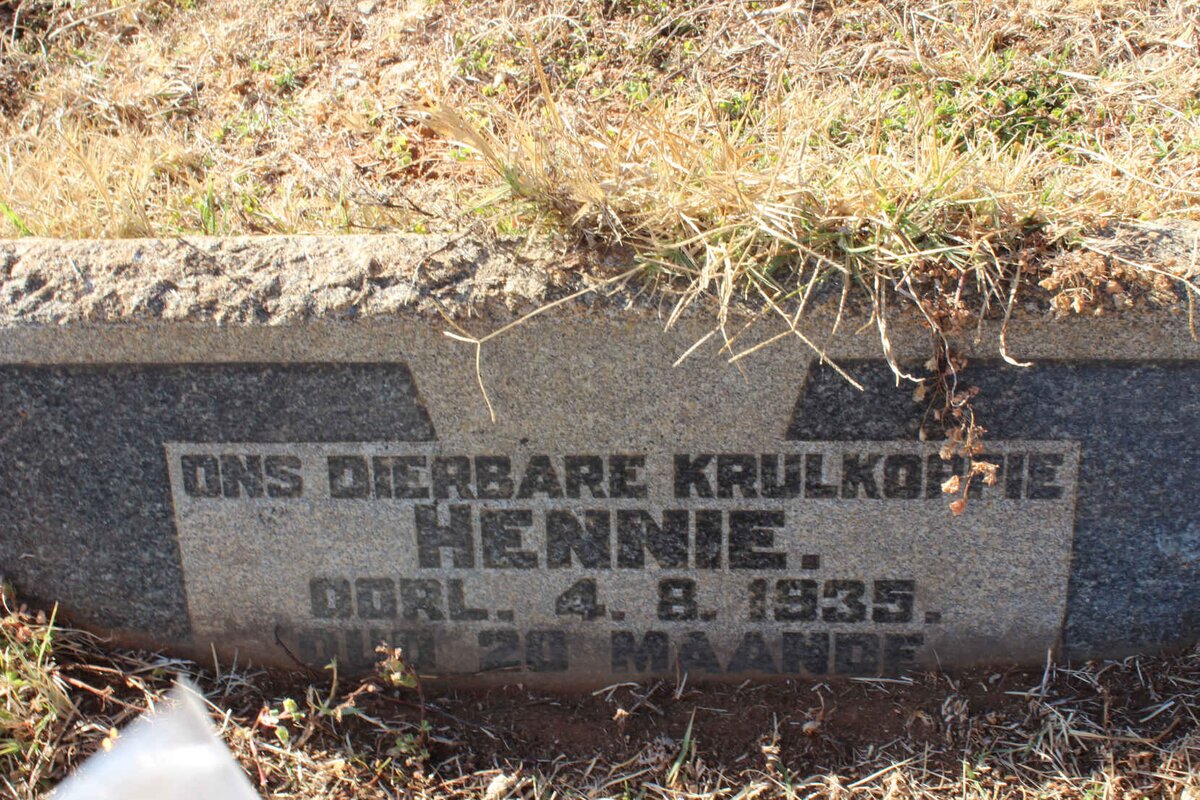 ONS DIERBARE KRULKOPPIE
HENNIE.
OORL. 4. 8. 1935.
OUD 20 MAANDE